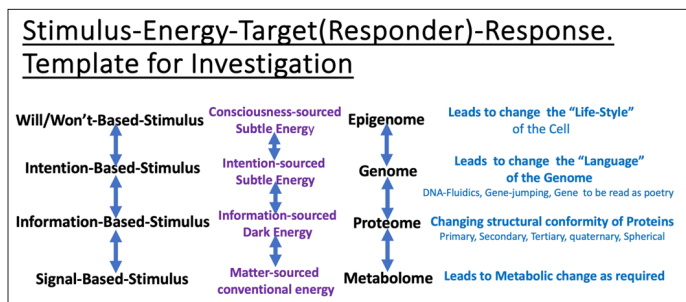 Stimulus-Energy-Target(Responder)-Response.
Template for Investigation
Will/Won't-Based-Stimulus
Consciousness-sourced
Subtle Energy
Epigenome
Leads to change the “Life-Style”
of the Cell
Intention-Based-Stimulus
Intention-sourced
Subtle Energy
Genome
Leads to change the “Language”
of the Genome
DNA-Fluidics, Gene-jumping, Gene to be read as poetry
Information-Based-Stimulus
Information-sourced
Dark Energy
Proteome
Changing structural conformity of Proteins
Primary, Secondary, Tertiary, quaternary, Spherical
Signal-Based-Stimulus
Matter-sourced
conventional energy
Metabolome
Leads to Metabolic change as required